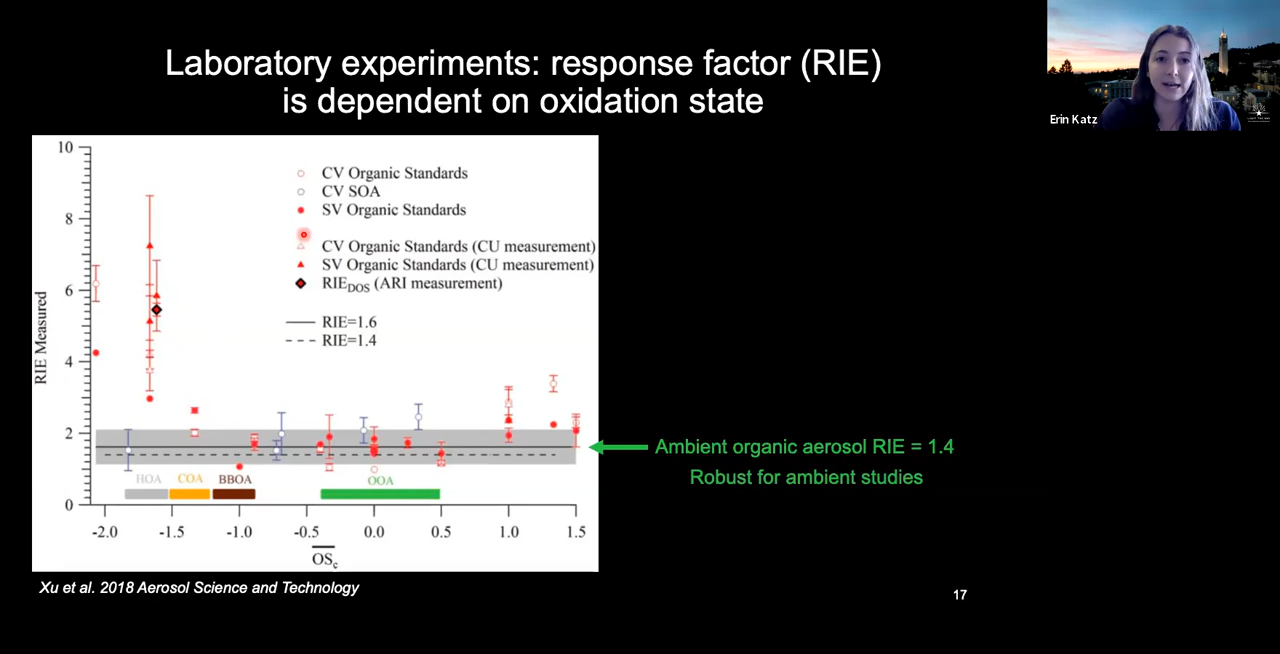 Laboratory experiments: response factor (RIE)
is dependent on oxidation state
Erin Katz
10
8
6
4
2
0
RIE Measured
CV Organic Standards
CV SOA
SV Organic Standards
CV Organic Standards (CU measurement)
SV Organic Standards (CU measurement)
RIE_DOS (ARI measurement)
RIE=1.6
RIE=1.4
HOA
COA
BBOA
OOA
-2.0 -1.5 -1.0 -0.5 0.0 0.5 1.0 1.5
OS_c
Ambient organic aerosol RIE = 1.4
Robust for ambient studies
Xu et al. 2018 Aerosol Science and Technology
17